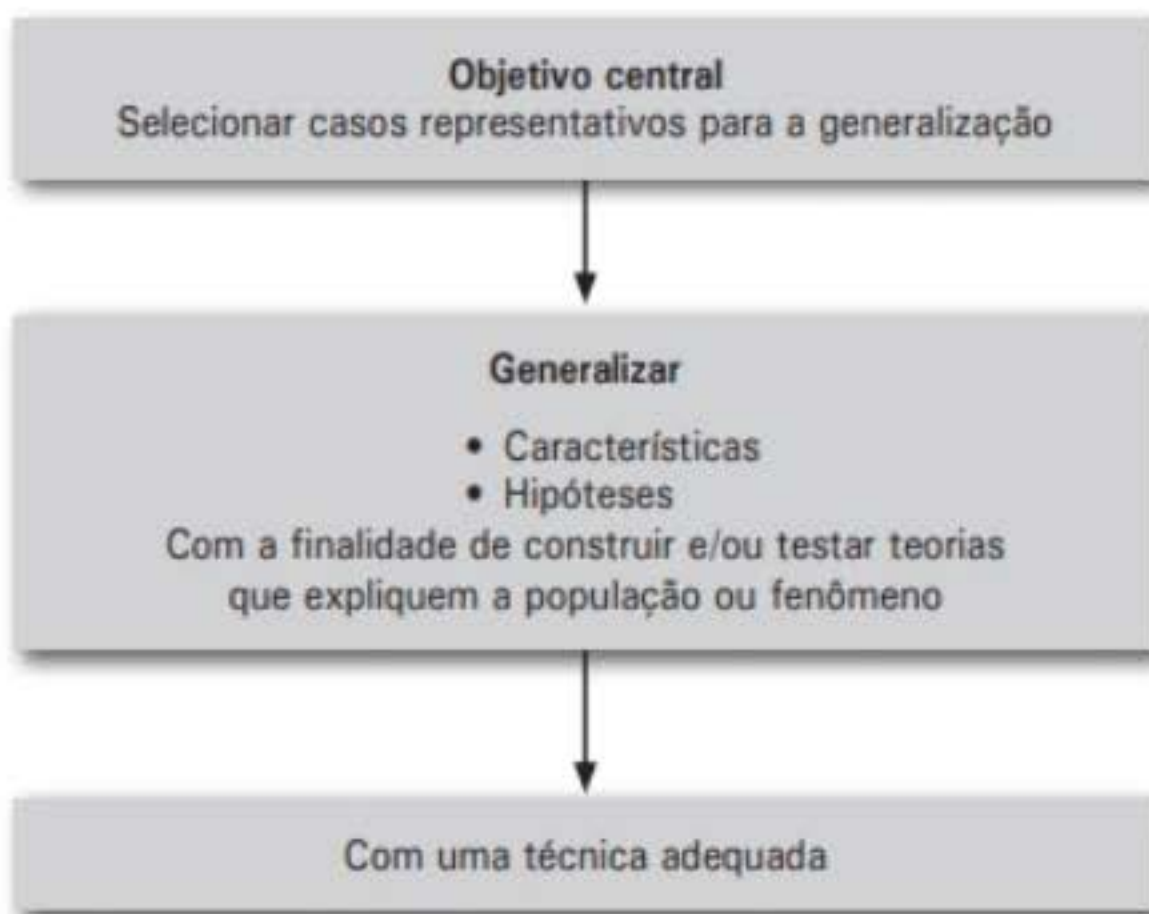 Objetivo central
Selecionar casos representativos para a generalização
Generalizar
• Características
• Hipóteses
Com a finalidade de construir e/ou testar teorias
que expliquem a população ou fenômeno
Com uma técnica adequada